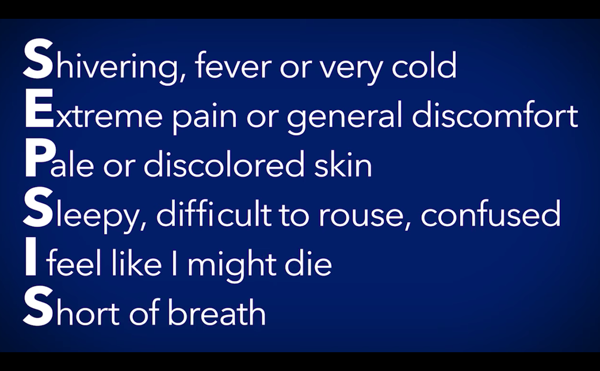 Shivering, fever or very cold
Extreme pain or general discomfort
Pale or discolored skin
Sleepy, difficult to rouse, confused
I feel like I might die
Short of breath